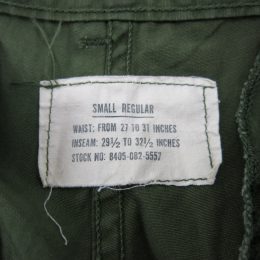 SMALL REGULAR
WAIST: FROM 27 TO 31 INCHES
INSEAM: 29½ TO 32½ INCHES
STOCK NO: 8405-082-5557